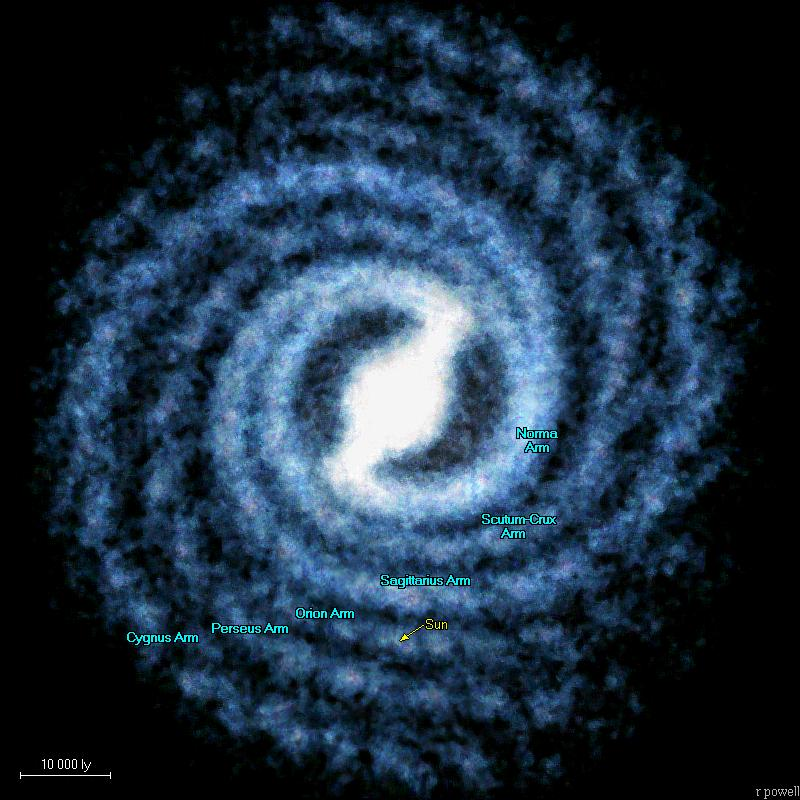 Norma
Arm
Scutum-Crux
Arm
Sagittarius Arm
Orion Arm
Sun
Perseus Arm
Cygnus Arm
10 000 ly
r powell